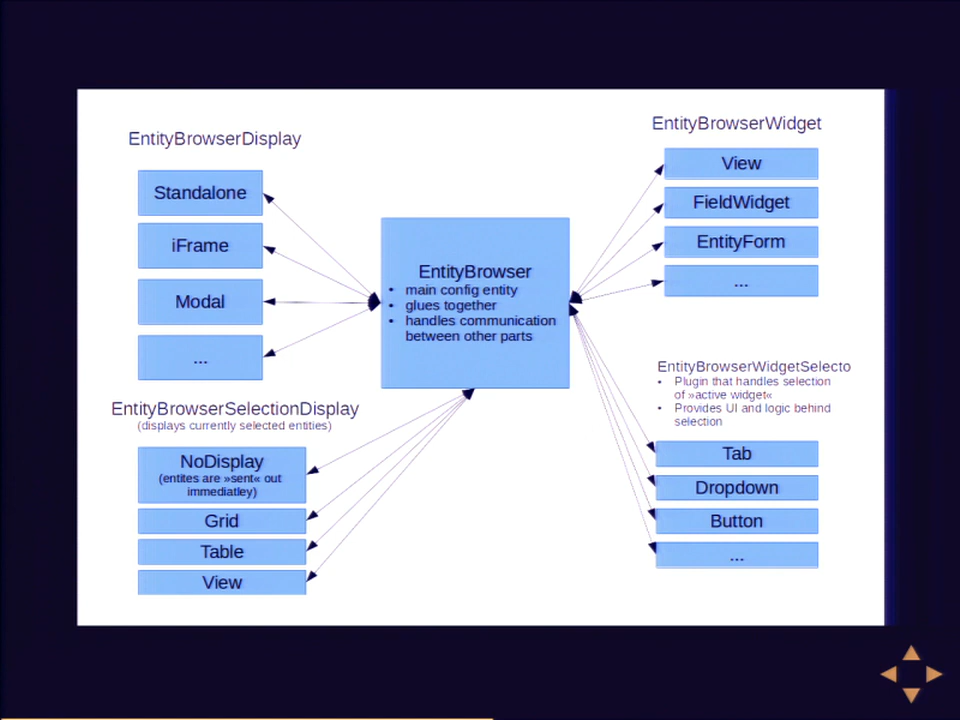 EntityBrowserDisplay
Standalone
iFrame
Modal
...
EntityBrowserSelectionDisplay
(displays currently selected entities)
NoDisplay
(entites are »sent« out
immediatley)
Grid
Table
View
EntityBrowser
• main config entity
• glues together
• handles communication
between other parts
EntityBrowserWidget
View
FieldWidget
EntityForm
...
EntityBrowserWidgetSelecto
• Plugin that handles selection
of »active widget«
• Provides UI and logic behind
selection
Tab
Dropdown
Button
...